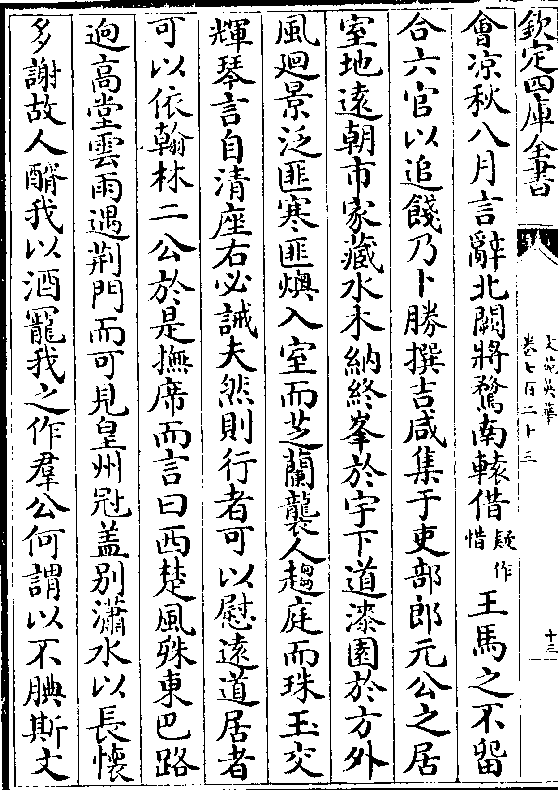 欽定四庫全書
文苑英華
卷七百二十三
十三
會凉秋八月言辭北闕將騖南轅借疑作惜王馬之不留
合六官以追餞乃卜勝撰吉咸集于吏部郎元公之居
室地遠朝市家藏水木納終峯於宇下道漆園於方外
風迴景泛匪寒匪燠入室而芝蘭襲人趨庭而珠玉交
輝琴言自清座右必誡夫然則行者可以慰遠道居者
可以依翰林二公於是撫席而言曰西楚風殊東巴路
逈高堂雲雨遇荆門而可見皇州冠盖别瀟水以長懷
多謝故人酳我以酒寵我之作羣公何謂以不腆斯文